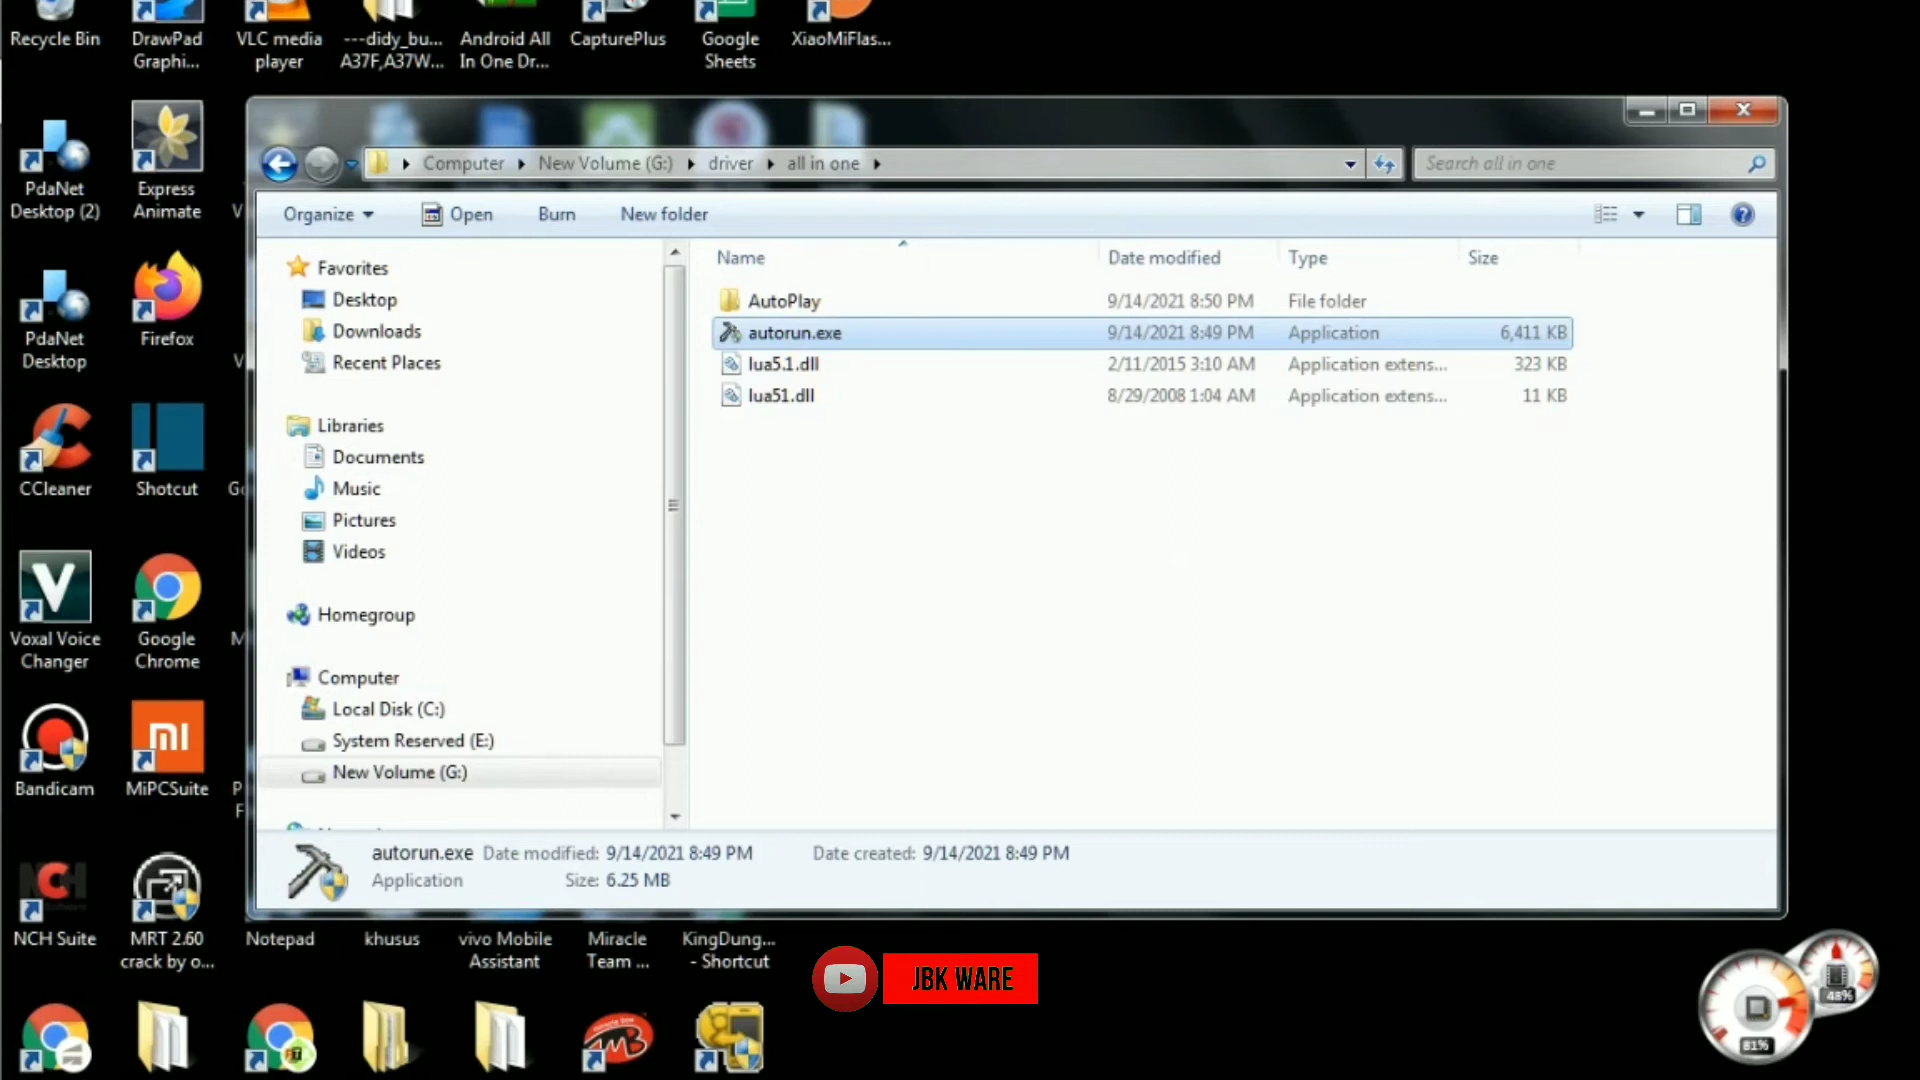 Recycle Bin
DrawPad
Graphi...
VLC media
player
---didy_bu...
A37F,A37W...
Android All
In One Dr...
CapturePlus
Google
Sheets
XiaoMiFlas...
PdaNet
Desktop (2)
Express
Animate
PdaNet
Desktop
Firefox
CCleaner
Shotcut
Voxal Voice
Changer
Google
Chrome
Bandicam
MiPCSuite
NCH Suite
MRT 2.60
crack by o...
Computer
New Volume (G:)
driver
all in one
Search all in one
Organize
Open
Burn
New folder
Favorites
Desktop
Downloads
Recent Places
Libraries
Documents
Music
Pictures
Videos
Homegroup
Computer
Local Disk (C:)
System Reserved (E:)
New Volume (G:)
Name Date modified Type Size
AutoPlay 9/14/2021 8:50 PM File folder
autorun.exe 9/14/2021 8:49 PM Application 6,411 KB
lua5.1.dll 2/11/2015 3:10 AM Application extens... 323 KB
lua51.dll 8/29/2008 1:04 AM Application extens... 11 KB
autorun.exe Date modified: 9/14/2021 8:49 PM Date created: 9/14/2021 8:49 PM
Application Size: 6.25 MB
Notepad
khusus
vivo Mobile
Assistant
Miracle
Team ...
KingDung...
- Shortcut
JBK WARE
48%
81%